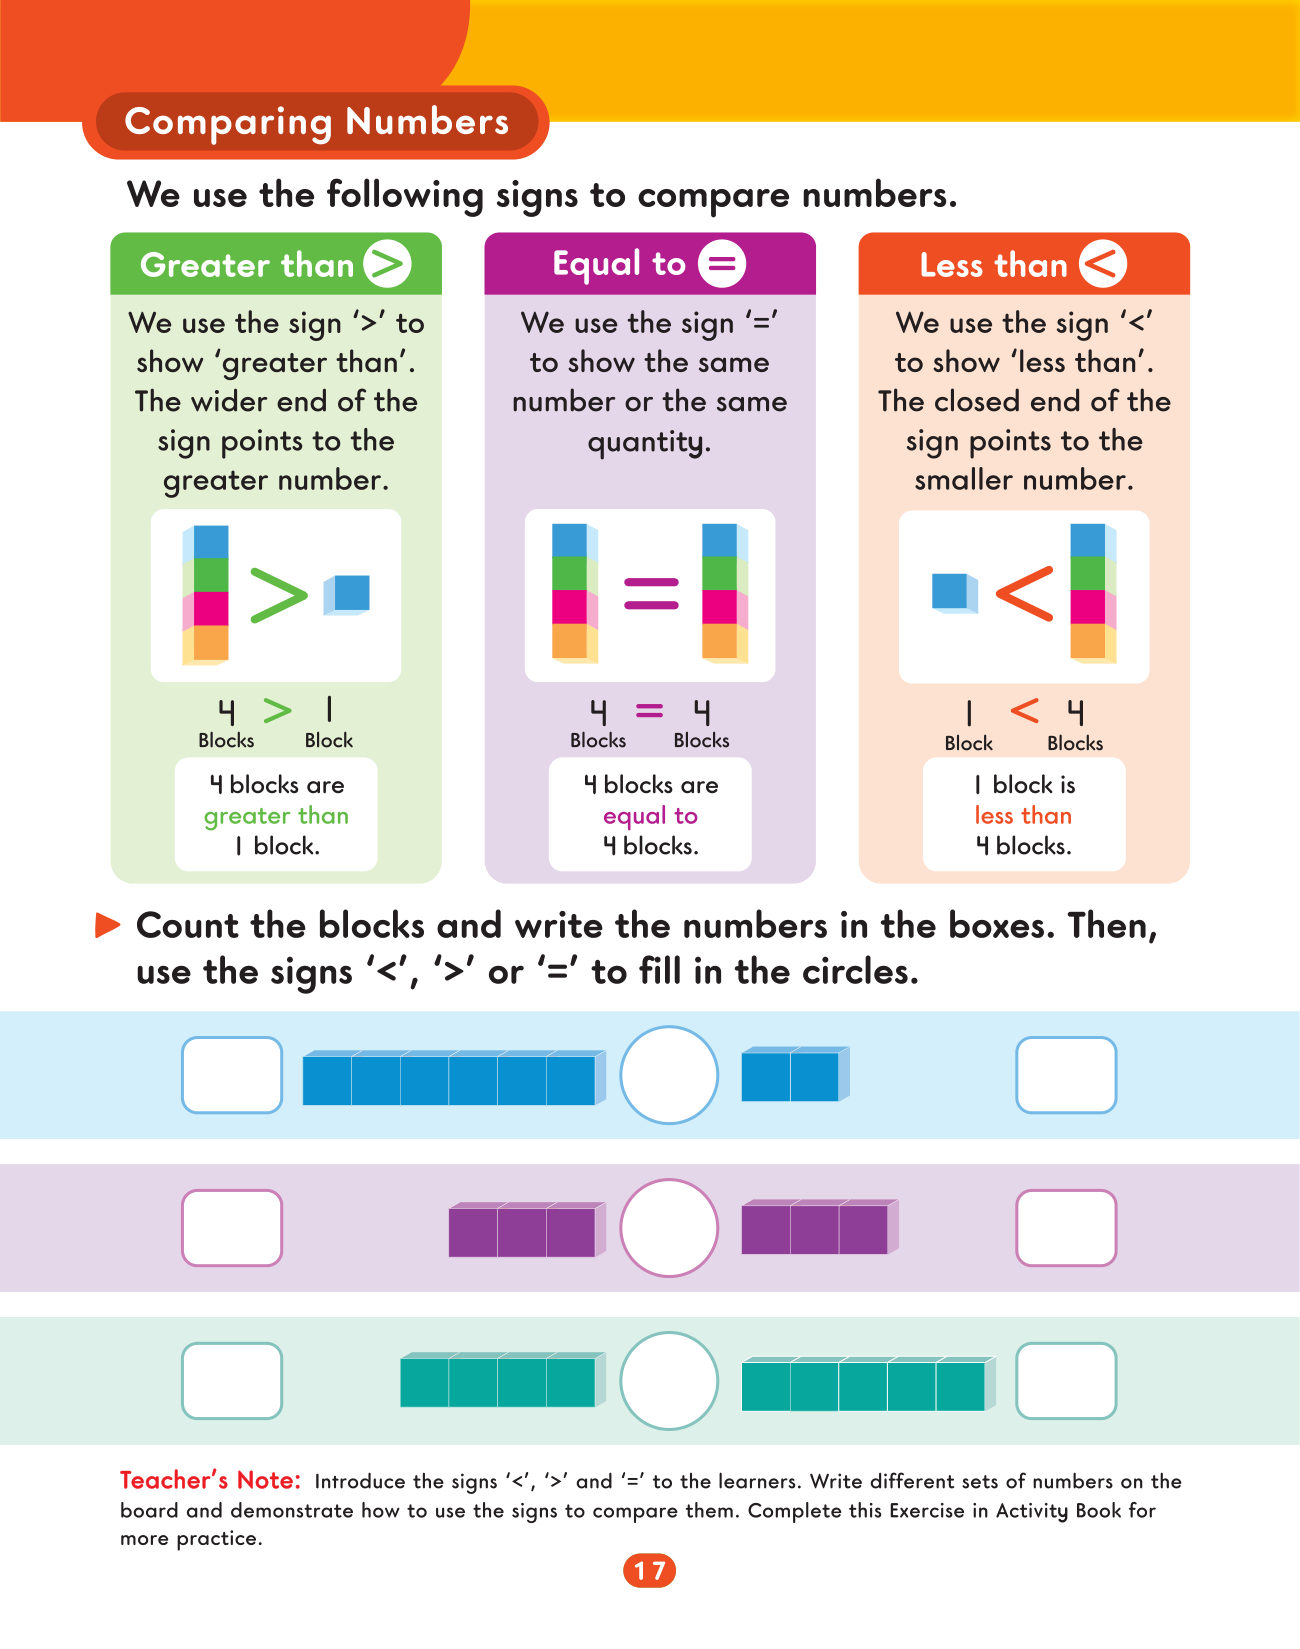 Comparing Numbers
We use the following signs to compare numbers.
Greater than >
We use the sign ‘>’ to
show ‘greater than’.
The wider end of the
sign points to the
greater number.
>
4 > 1
Blocks Block
4 blocks are
greater than
1 block.
Equal to =
We use the sign ‘=’
to show the same
number or the same
quantity.
=
4 = 4
Blocks Blocks
4 blocks are
equal to
4 blocks.
Less than <
We use the sign ‘<’
to show ‘less than’.
The closed end of the
sign points to the
smaller number.
<
1 < 4
Block Blocks
1 block is
less than
4 blocks.
Count the blocks and write the numbers in the boxes. Then,
use the signs ‘<’, ‘>’ or ‘=’ to fill in the circles.
Teacher’s Note: Introduce the signs ‘<’, ‘>’ and ‘=’ to the learners. Write different sets of numbers on the
board and demonstrate how to use the signs to compare them. Complete this Exercise in Activity Book for
more practice.
17